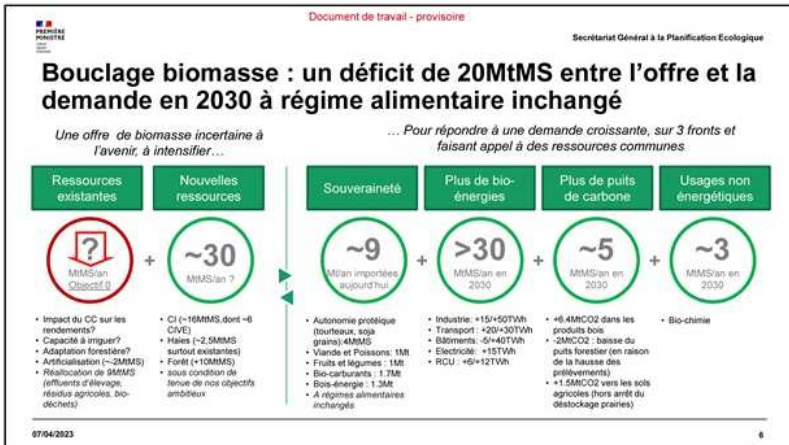 Document de travail - provisoire
PREMIÈRE
MINISTRE
Secrétariat Général à la Planification Ecologique
Bouclage biomasse : un déficit de 20MtMS entre l'offre et la
demande en 2030 à régime alimentaire inchangé
Une offre de biomasse incertaine à
l'avenir, à intensifier…
… Pour répondre à une demande croissante, sur 3 fronts et
faisant appel à des ressources communes
Ressources
existantes
Nouvelles
ressources
Souveraineté
Plus de bio-
énergies
Plus de puits
de carbone
Usages non
énergétiques
?
MtMS/an
Objectif 0
+
~30
MtMS/an ?
~9
Mt/an importées
aujourd'hui
+
>30
MtMS/an en
2030
+
~5
MtMS/an en
2030
+
~3
MtMS/an en
2030
• Impact du CC sur les
rendements?
• Capacité à irriguer?
• Adaptation forestière?
• Artificialisation (~-2MtMS)
• Réallocation de 9MtMS
(effluents d'élevage,
résidus agricoles, bio-
déchets)
• CI (~16MtMS,dont ~6
CIVE)
• Haies (~2,5MtMS
surtout existantes)
• Forêt (+10MtMS)
• sous condition de
tenue de nos objectifs
ambitieux
• Autonomie protéique
(tourteaux, soja
grains):4MtMS
• Viande et Poissons: 1Mt
• Fruits et légumes : 1Mt
• Bio-carburants : 1.7Mt
• Bois-énergie : 1.3Mt
• A régimes alimentaires
inchangés
• Industrie: +15/+50TWh
• Transport : +20/+30TWh
• Bâtiments: -5/+40TWh
• Electricité: +15TWh
• RCU : +6/+12TWh
• +6.4MtCO2 dans les
produits bois
• -2MtCO2 : baisse du
puits forestier (en raison
de la hausse des
prélèvements)
• +1.5MtCO2 vers les sols
agricoles (hors arrêt du
déstockage prairies)
• Bio-chimie
07/04/2023
6